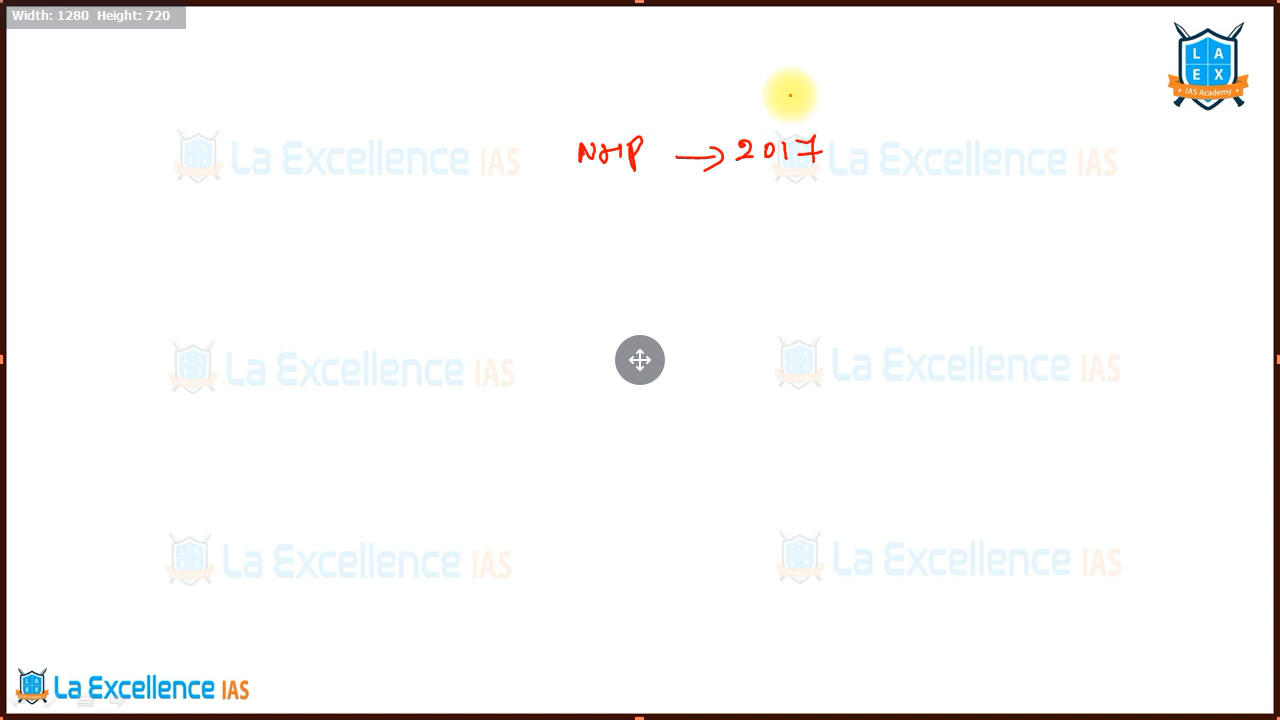 Width: 1280 Height: 720
L A
E X
IAS Academy
NHP → 2017
La Excellence IAS
La Excellence IAS
La Excellence IAS
La Excellence IAS
La Excellence IAS
La Excellence IAS
L A
E X
La Excellence IAS